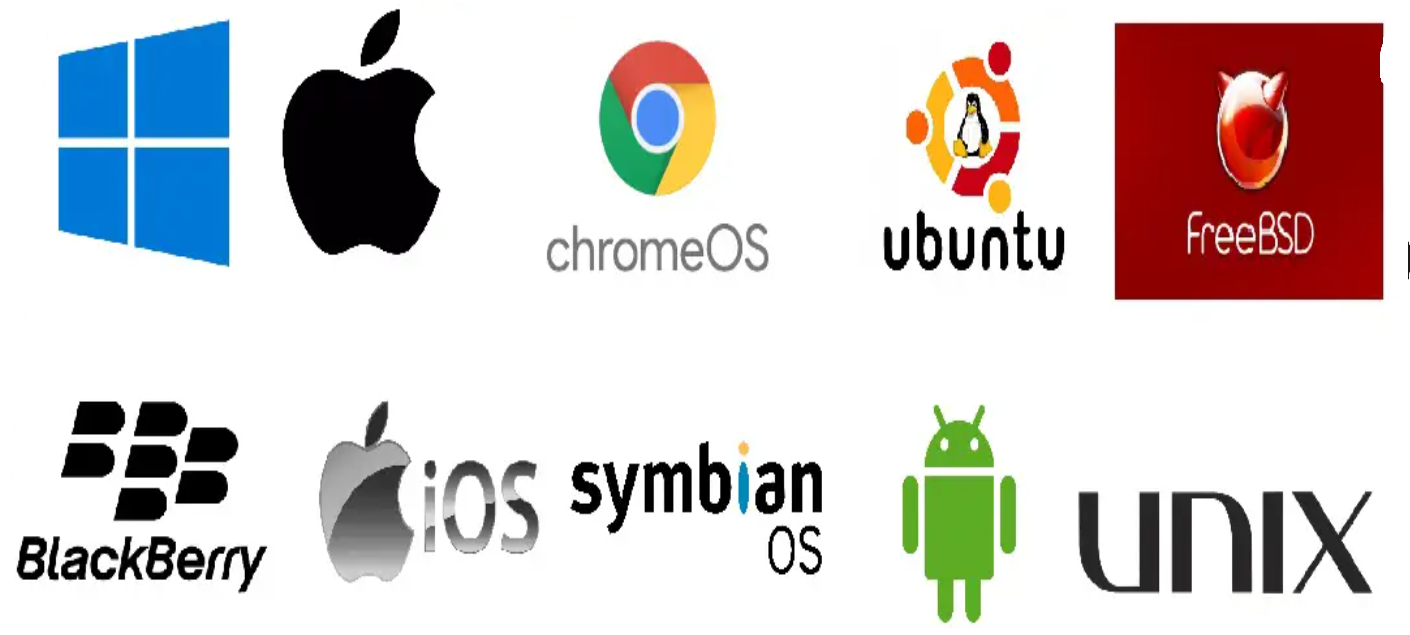 chromeOS
ubuntu
FreeBSD
BlackBerry
iOS
symbian
OS
UNIX